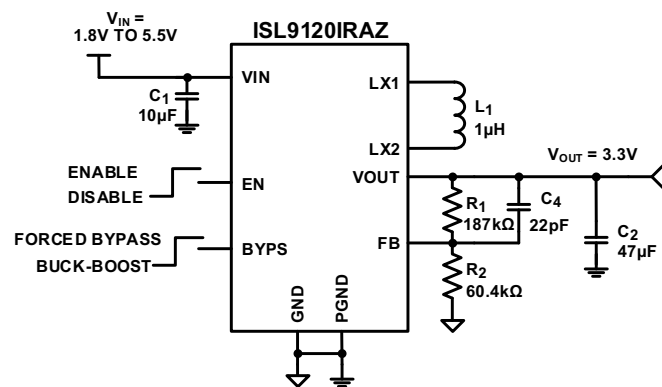 V_IN =
1.8V TO 5.5V
ISL9120IRAZ
VIN
C1
10µF
LX1
L1
1µH
LX2
VOUT = 3.3V
ENABLE
DISABLE
EN
VOUT
R1
187kΩ
C4
22pF
C2
47µF
FORCED BYPASS
BUCK-BOOST
BYPS
FB
R2
60.4kΩ
GND
PGND